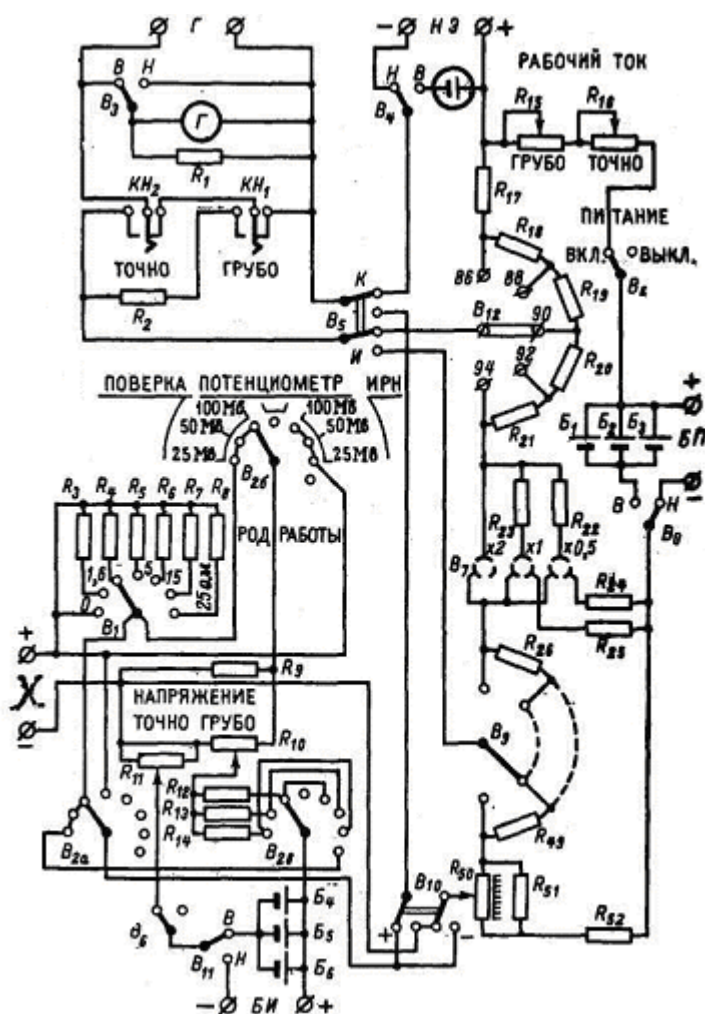 Г
− НЭ +
В Н
В₃
Г
R₁
Н В
В₄
РАБОЧИЙ ТОК
R₁₅ R₁₆
ГРУБО ТОЧНО
R₁₇
КН₂ КН₁
ТОЧНО ГРУБО
R₂
ПИТАНИЕ
ВКЛ. ВЫКЛ.
R₁₈
86 88
R₁₉
К
В₅
И
В₁₂ 90
94 92
R₂₀
R₂₁
ПОВЕРКА ПОТЕНЦИОМЕТР ИРН
100Мв 100Мв
50Мв 50Мв
25Мв 25Мв
В₂б
РОД РАБОТЫ
Б₁ Б₂ Б₃ БП
+
−
В Н
В₈
R₃ R₄ R₅ R₆ R₇ R₈
0 1,6 5 15 25 о.м
В₁
R₂₃ R₂₂
В₇ х2 х1 х0,5
R₂₄
R₂₅
+
X
−
R₉
НАПРЯЖЕНИЕ
ТОЧНО ГРУБО
R₁₀
R₁₁
R₂₆
В₉
R₁₂
R₁₃
R₁₄
В₂а
В₂в
R₄₉
В₁₀
+ −
R₅₀ R₅₁
R₅₂
В
В₁₁
Н
Б₄
Б₅
Б₆
− БИ +